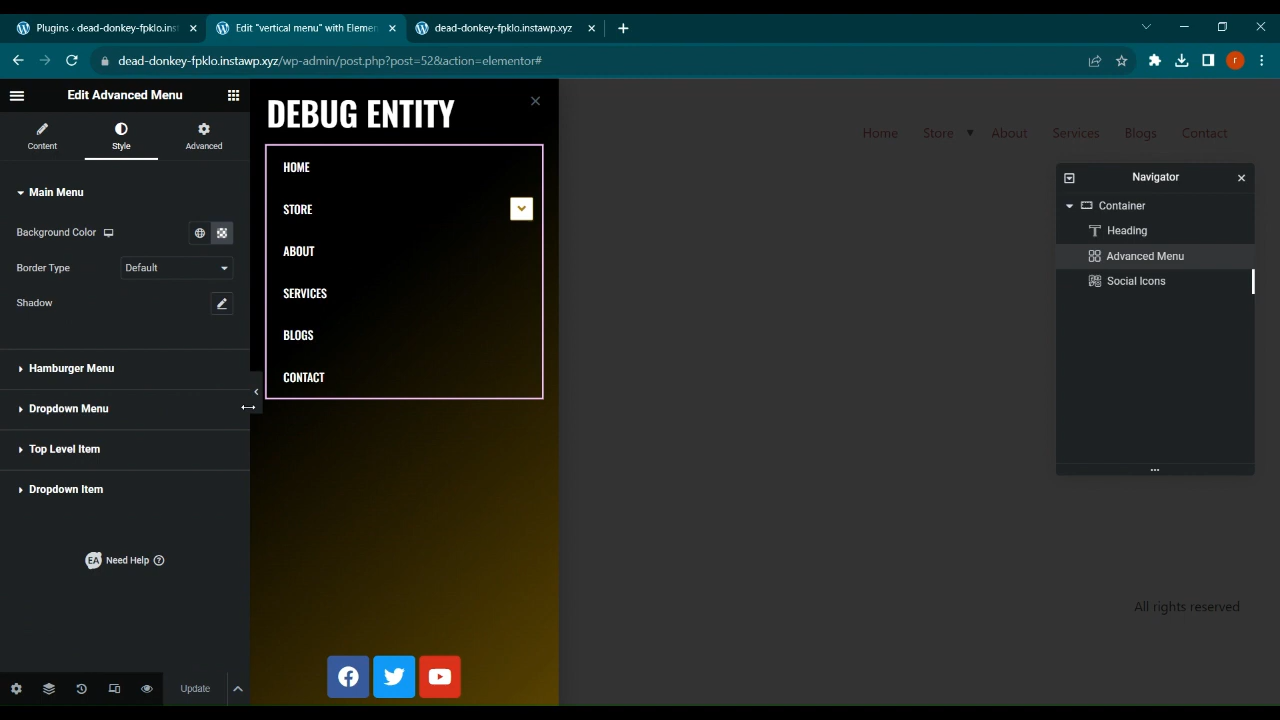 Plugins ‹ dead-donkey-fpklo.inst
Edit "vertical menu" with Elemen
dead-donkey-fpklo.instawp.xyz
dead-donkey-fpklo.instawp.xyz/wp-admin/post.php?post=52&action=elementor#
r
Edit Advanced Menu
Content
Style
Advanced
Main Menu
Background Color
Border Type
Default
Shadow
Hamburger Menu
Dropdown Menu
Top Level Item
Dropdown Item
EA Need Help ?
Update
DEBUG ENTITY
HOME
STORE
ABOUT
SERVICES
BLOGS
CONTACT
Home Store About Services Blogs Contact
Navigator
Container
Heading
Advanced Menu
Social Icons
All rights reserved